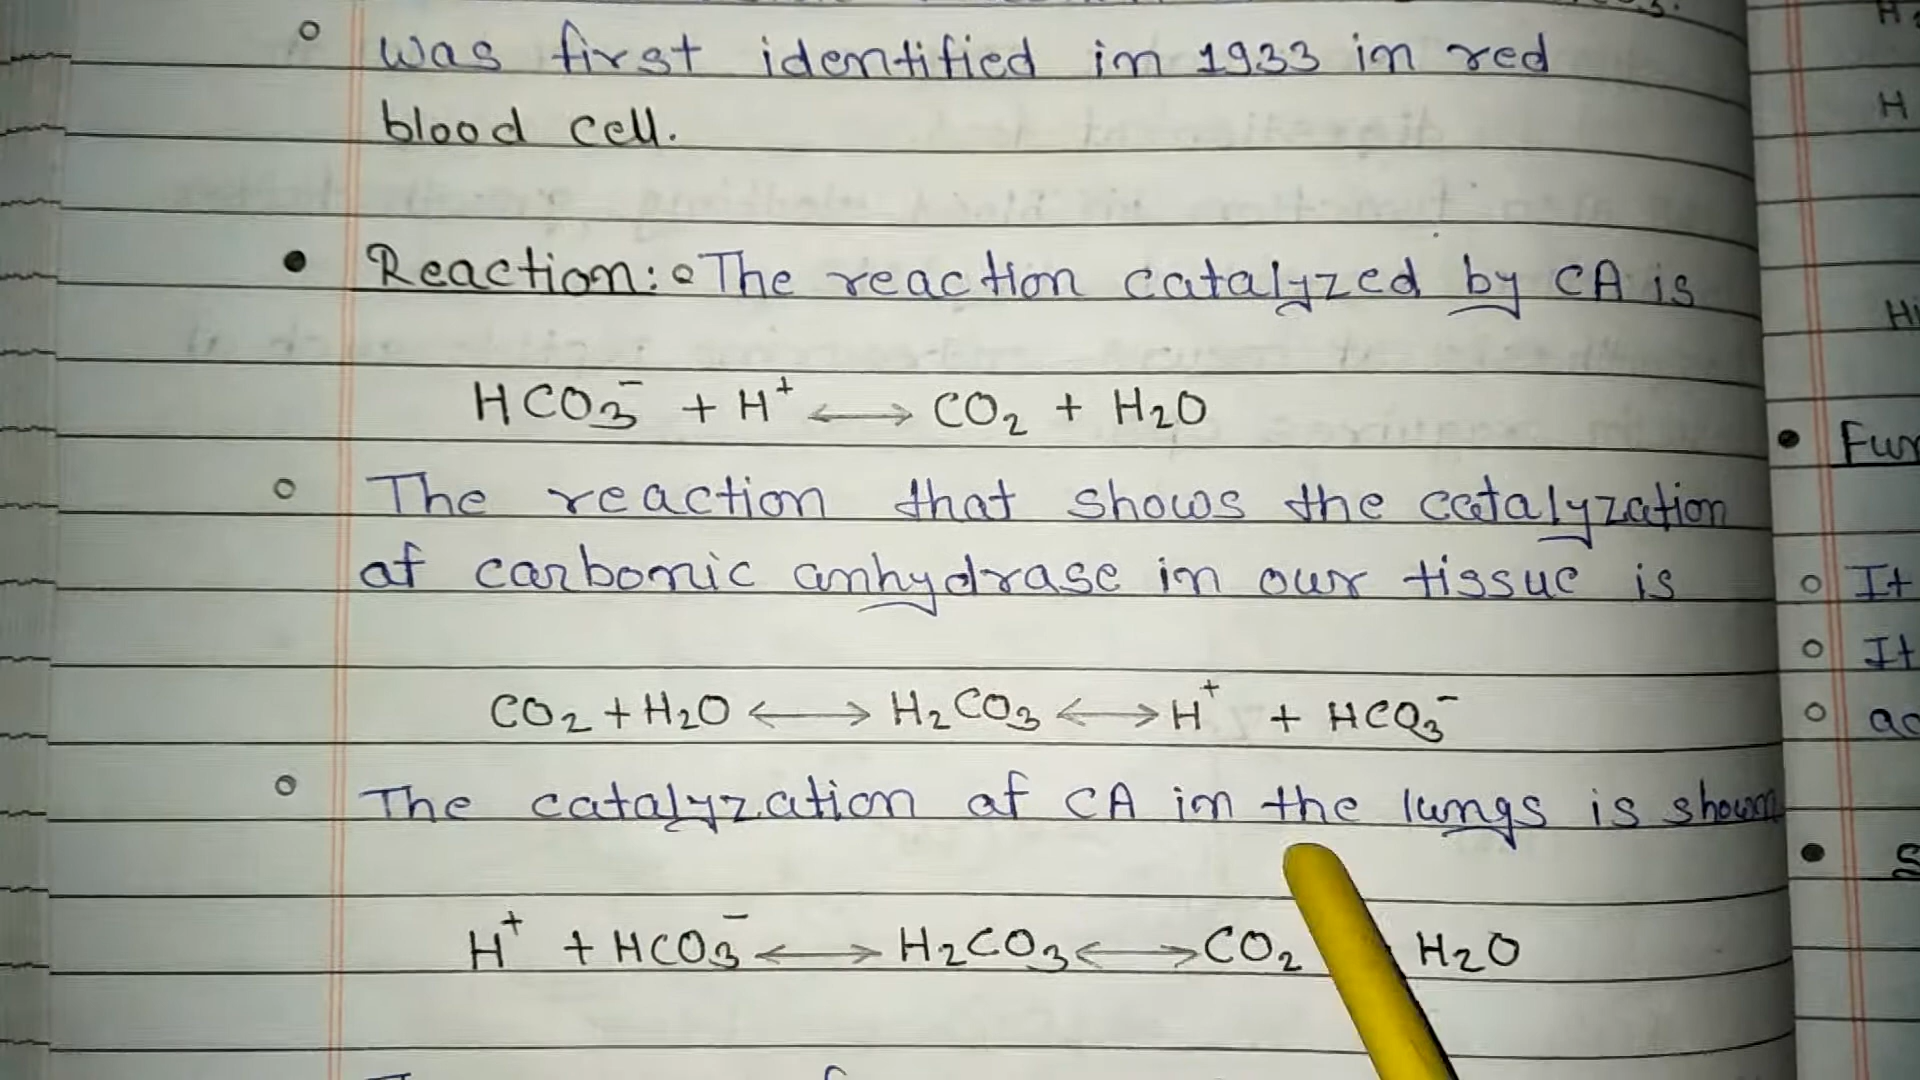 was first identified in 1933 in red
blood cell.
Reaction: The reaction catalyzed by CA is
HCO₃⁻ + H⁺ ⟷ CO₂ + H₂O
The reaction that shows the catalyzation
of carbonic anhydrase in our tissue is
CO₂ + H₂O ⟷ H₂CO₃ ⟷ H⁺ + HCO₃⁻
The catalyzation of CA in the lungs is shown
H⁺ + HCO₃⁻ ⟷ H₂CO₃ ⟷ CO₂ H₂O
H
It
It